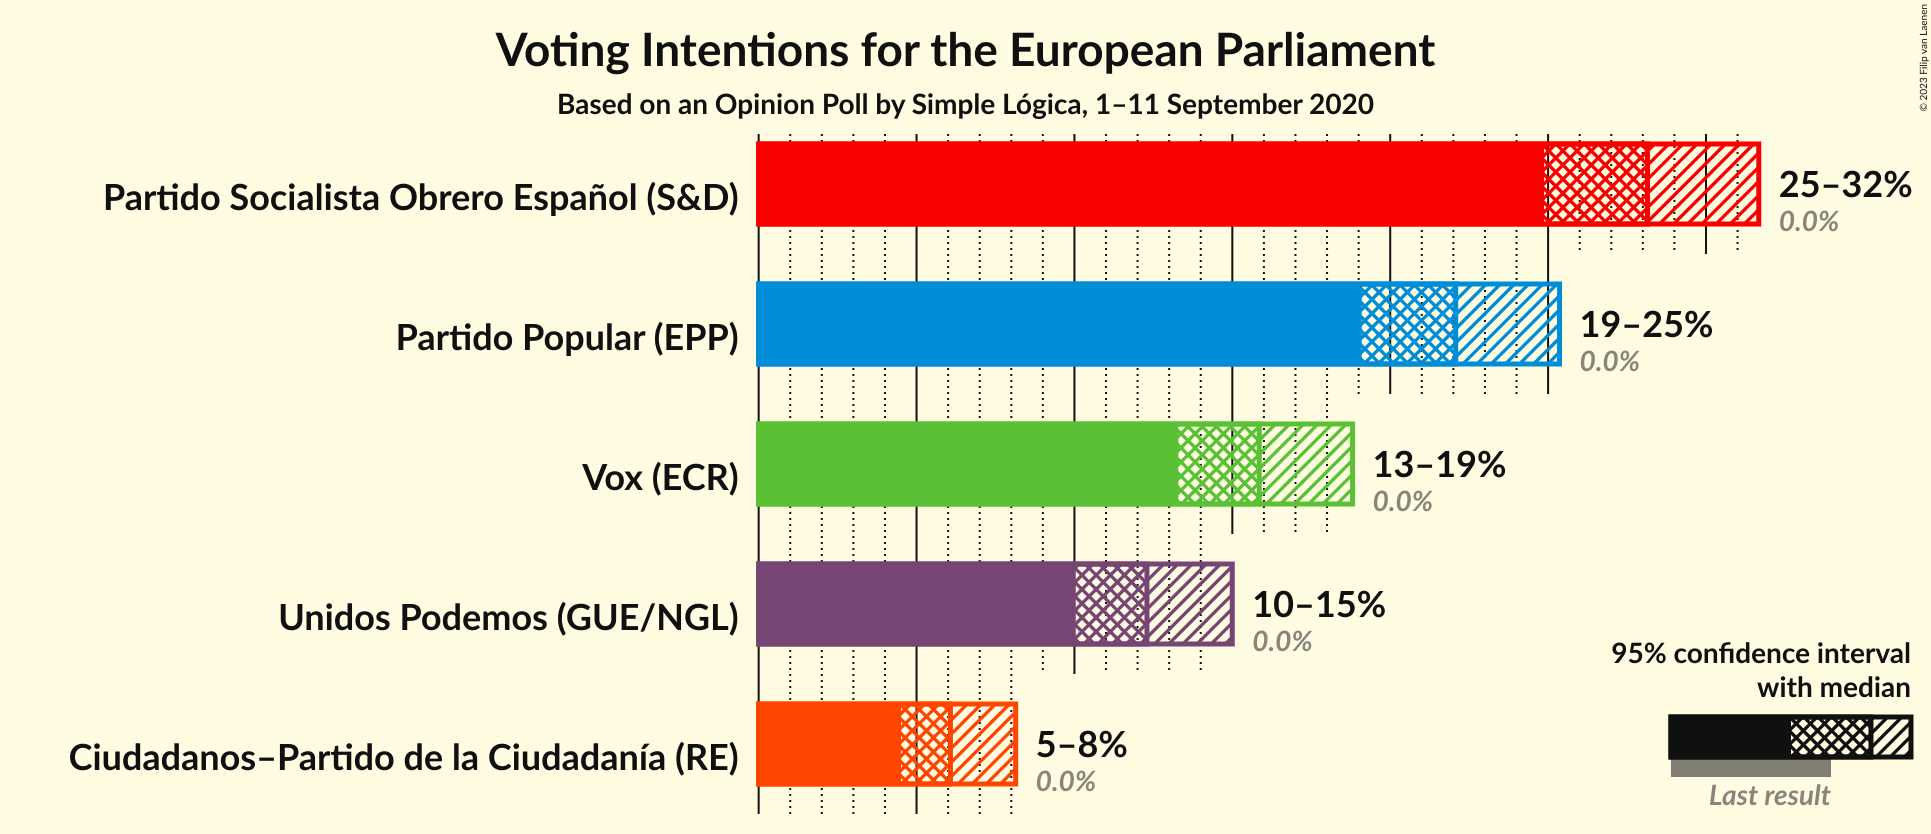 Voting Intentions for the European Parliament
Based on an Opinion Poll by Simple Lógica, 1–11 September 2020
© 2023 Filip van Laenen
Partido Socialista Obrero Español (S&D)
25–32%
0.0%
Partido Popular (EPP)
19–25%
0.0%
Vox (ECR)
13–19%
0.0%
Unidos Podemos (GUE/NGL)
10–15%
0.0%
Ciudadanos–Partido de la Ciudadanía (RE)
5–8%
0.0%
95% confidence interval
with median
Last result